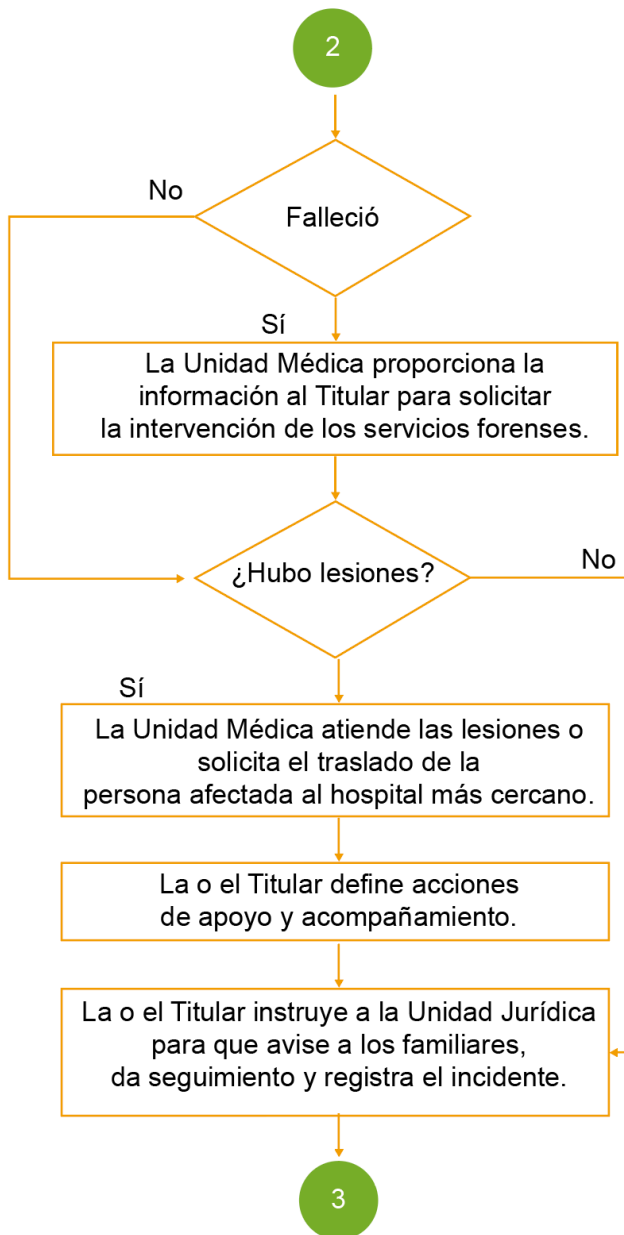 2
No
Falleció
Sí
La Unidad Médica proporciona la
información al Titular para solicitar
la intervención de los servicios forenses.
¿Hubo lesiones?
No
Sí
La Unidad Médica atiende las lesiones o
solicita el traslado de la
persona afectada al hospital más cercano.
La o el Titular define acciones
de apoyo y acompañamiento.
La o el Titular instruye a la Unidad Jurídica
para que avise a los familiares,
da seguimiento y registra el incidente.
3